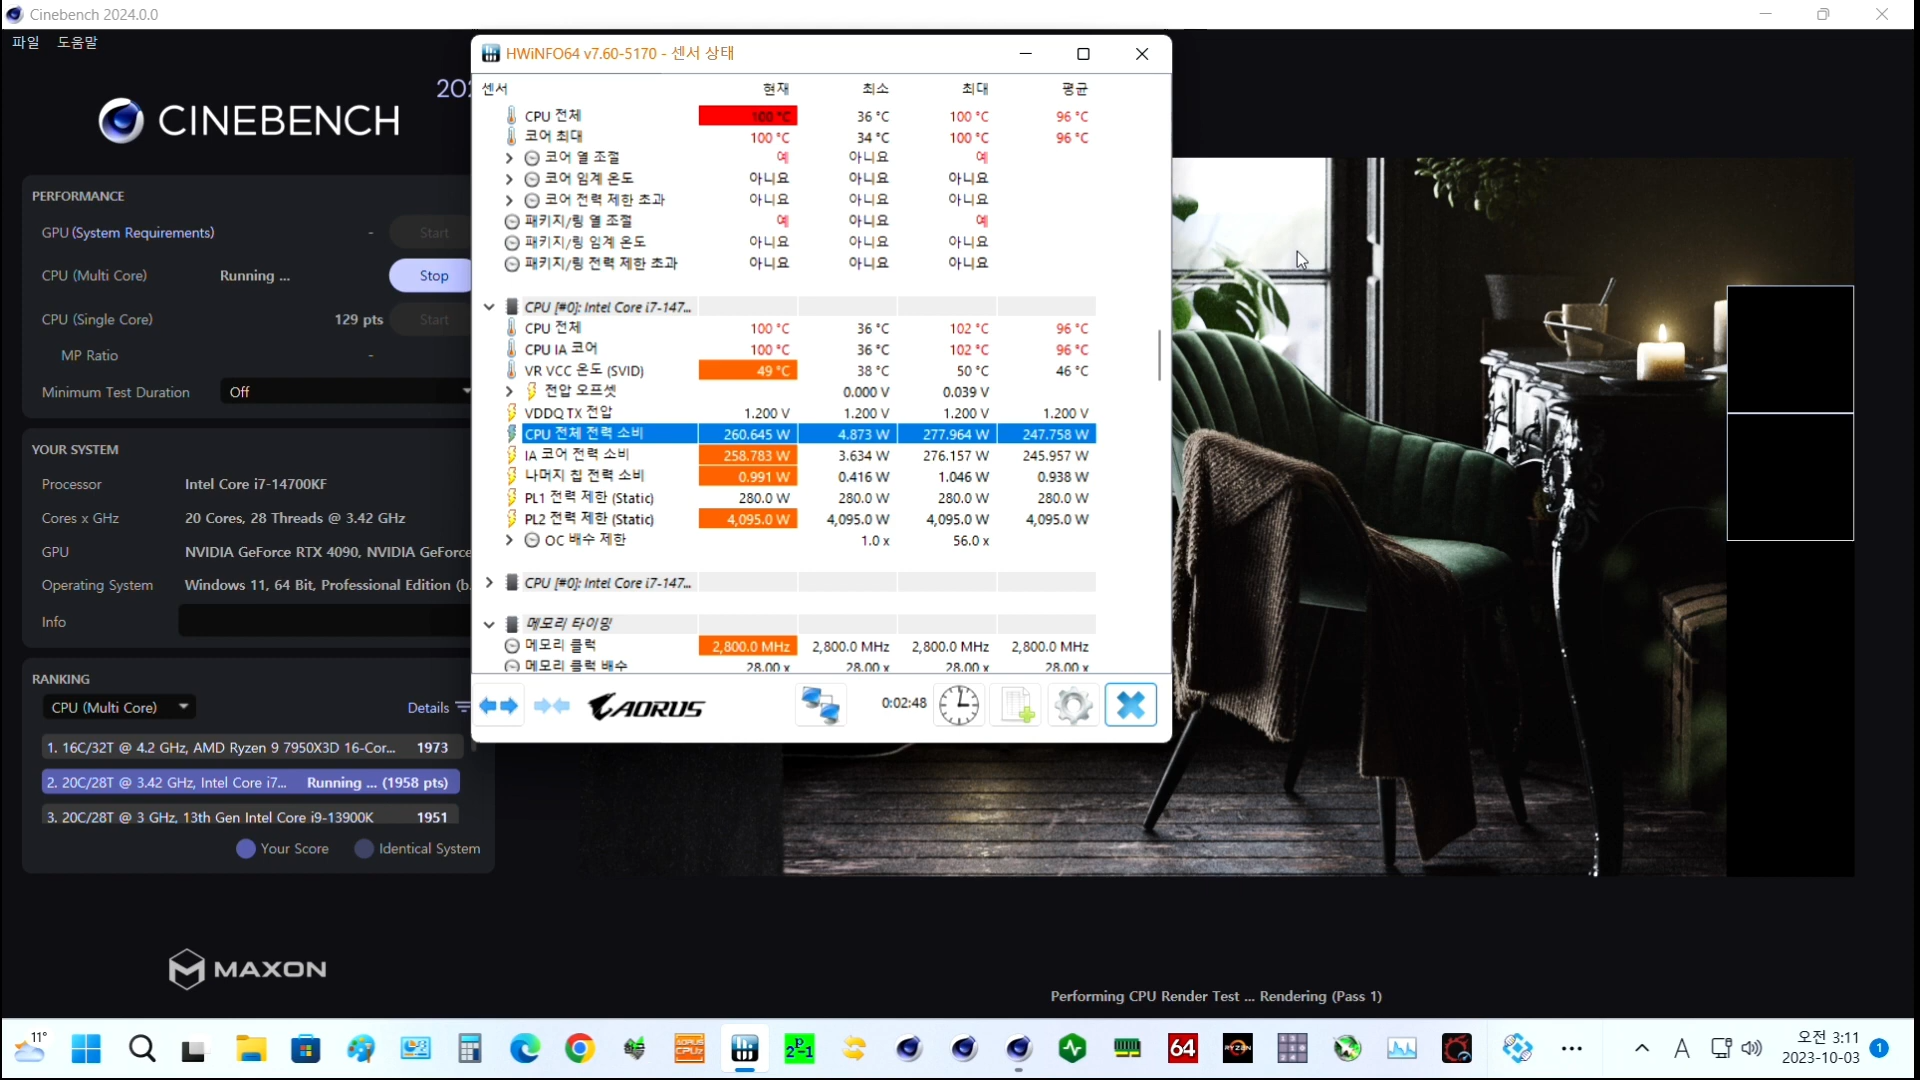 Cinebench 2024.0.0
파일 도움말
CINEBENCH
PERFORMANCE
GPU (System Requirements) - Start
CPU (Multi Core) Running ... Stop
CPU (Single Core) 129 pts Start
MP Ratio -
Minimum Test Duration Off
YOUR SYSTEM
Processor Intel Core i7-14700KF
Cores x GHz 20 Cores, 28 Threads @ 3.42 GHz
GPU NVIDIA GeForce RTX 4090, NVIDIA GeForce
Operating System Windows 11, 64 Bit, Professional Edition (b
Info
RANKING
CPU (Multi Core) Details
1. 16C/32T @ 4.2 GHz, AMD Ryzen 9 7950X3D 16-Cor... 1973
2. 20C/28T @ 3.42 GHz, Intel Core i7... Running ... (1958 pts)
3. 20C/28T @ 3 GHz, 13th Gen Intel Core i9-13900K 1951
Your Score Identical System
MAXON
HWiNFO64 v7.60-5170 - 센서 상태
센서 현재 최소 최대 평균
CPU 전체 100 °C 36 °C 100 °C 96 °C
코어 최대 100 °C 34 °C 100 °C 96 °C
코어 열 조절 예 아니요 예
코어 임계 온도 아니요 아니요 아니요
코어 전력 제한 초과 아니요 아니요 아니요
패키지/링 열 조절 예 아니요 예
패키지/링 임계 온도 아니요 아니요 아니요
패키지/링 전력 제한 초과 아니요 아니요 아니요
CPU [#0]: Intel Core i7-147...
CPU 전체 100 °C 36 °C 102 °C 96 °C
CPU IA 코어 100 °C 36 °C 102 °C 96 °C
VR VCC 온도 (SVID) 49 °C 38 °C 50 °C 46 °C
전압 오프셋 0.000 V 0.039 V
VDDQ TX 전압 1.200 V 1.200 V 1.200 V 1.200 V
CPU 전체 전력 소비 260.645 W 4.873 W 277.964 W 247.758 W
IA 코어 전력 소비 258.783 W 3.634 W 276.157 W 245.957 W
나머지 칩 전력 소비 0.991 W 0.416 W 1.046 W 0.938 W
PL1 전력 제한 (Static) 280.0 W 280.0 W 280.0 W 280.0 W
PL2 전력 제한 (Static) 4,095.0 W 4,095.0 W 4,095.0 W 4,095.0 W
OC 배수 제한 1.0 x 56.0 x
CPU [#0]: Intel Core i7-147...
메모리 타이밍
메모리 클럭 2,800.0 MHz 2,800.0 MHz 2,800.0 MHz 2,800.0 MHz
메모리 클럭 배수 28.00 x 28.00 x 28.00 x 28.00 x
AORUS 0:02:48
Performing CPU Render Test ... Rendering (Pass 1)
11°
64
RYZEN
A
오전 3:11
2023-10-03
1